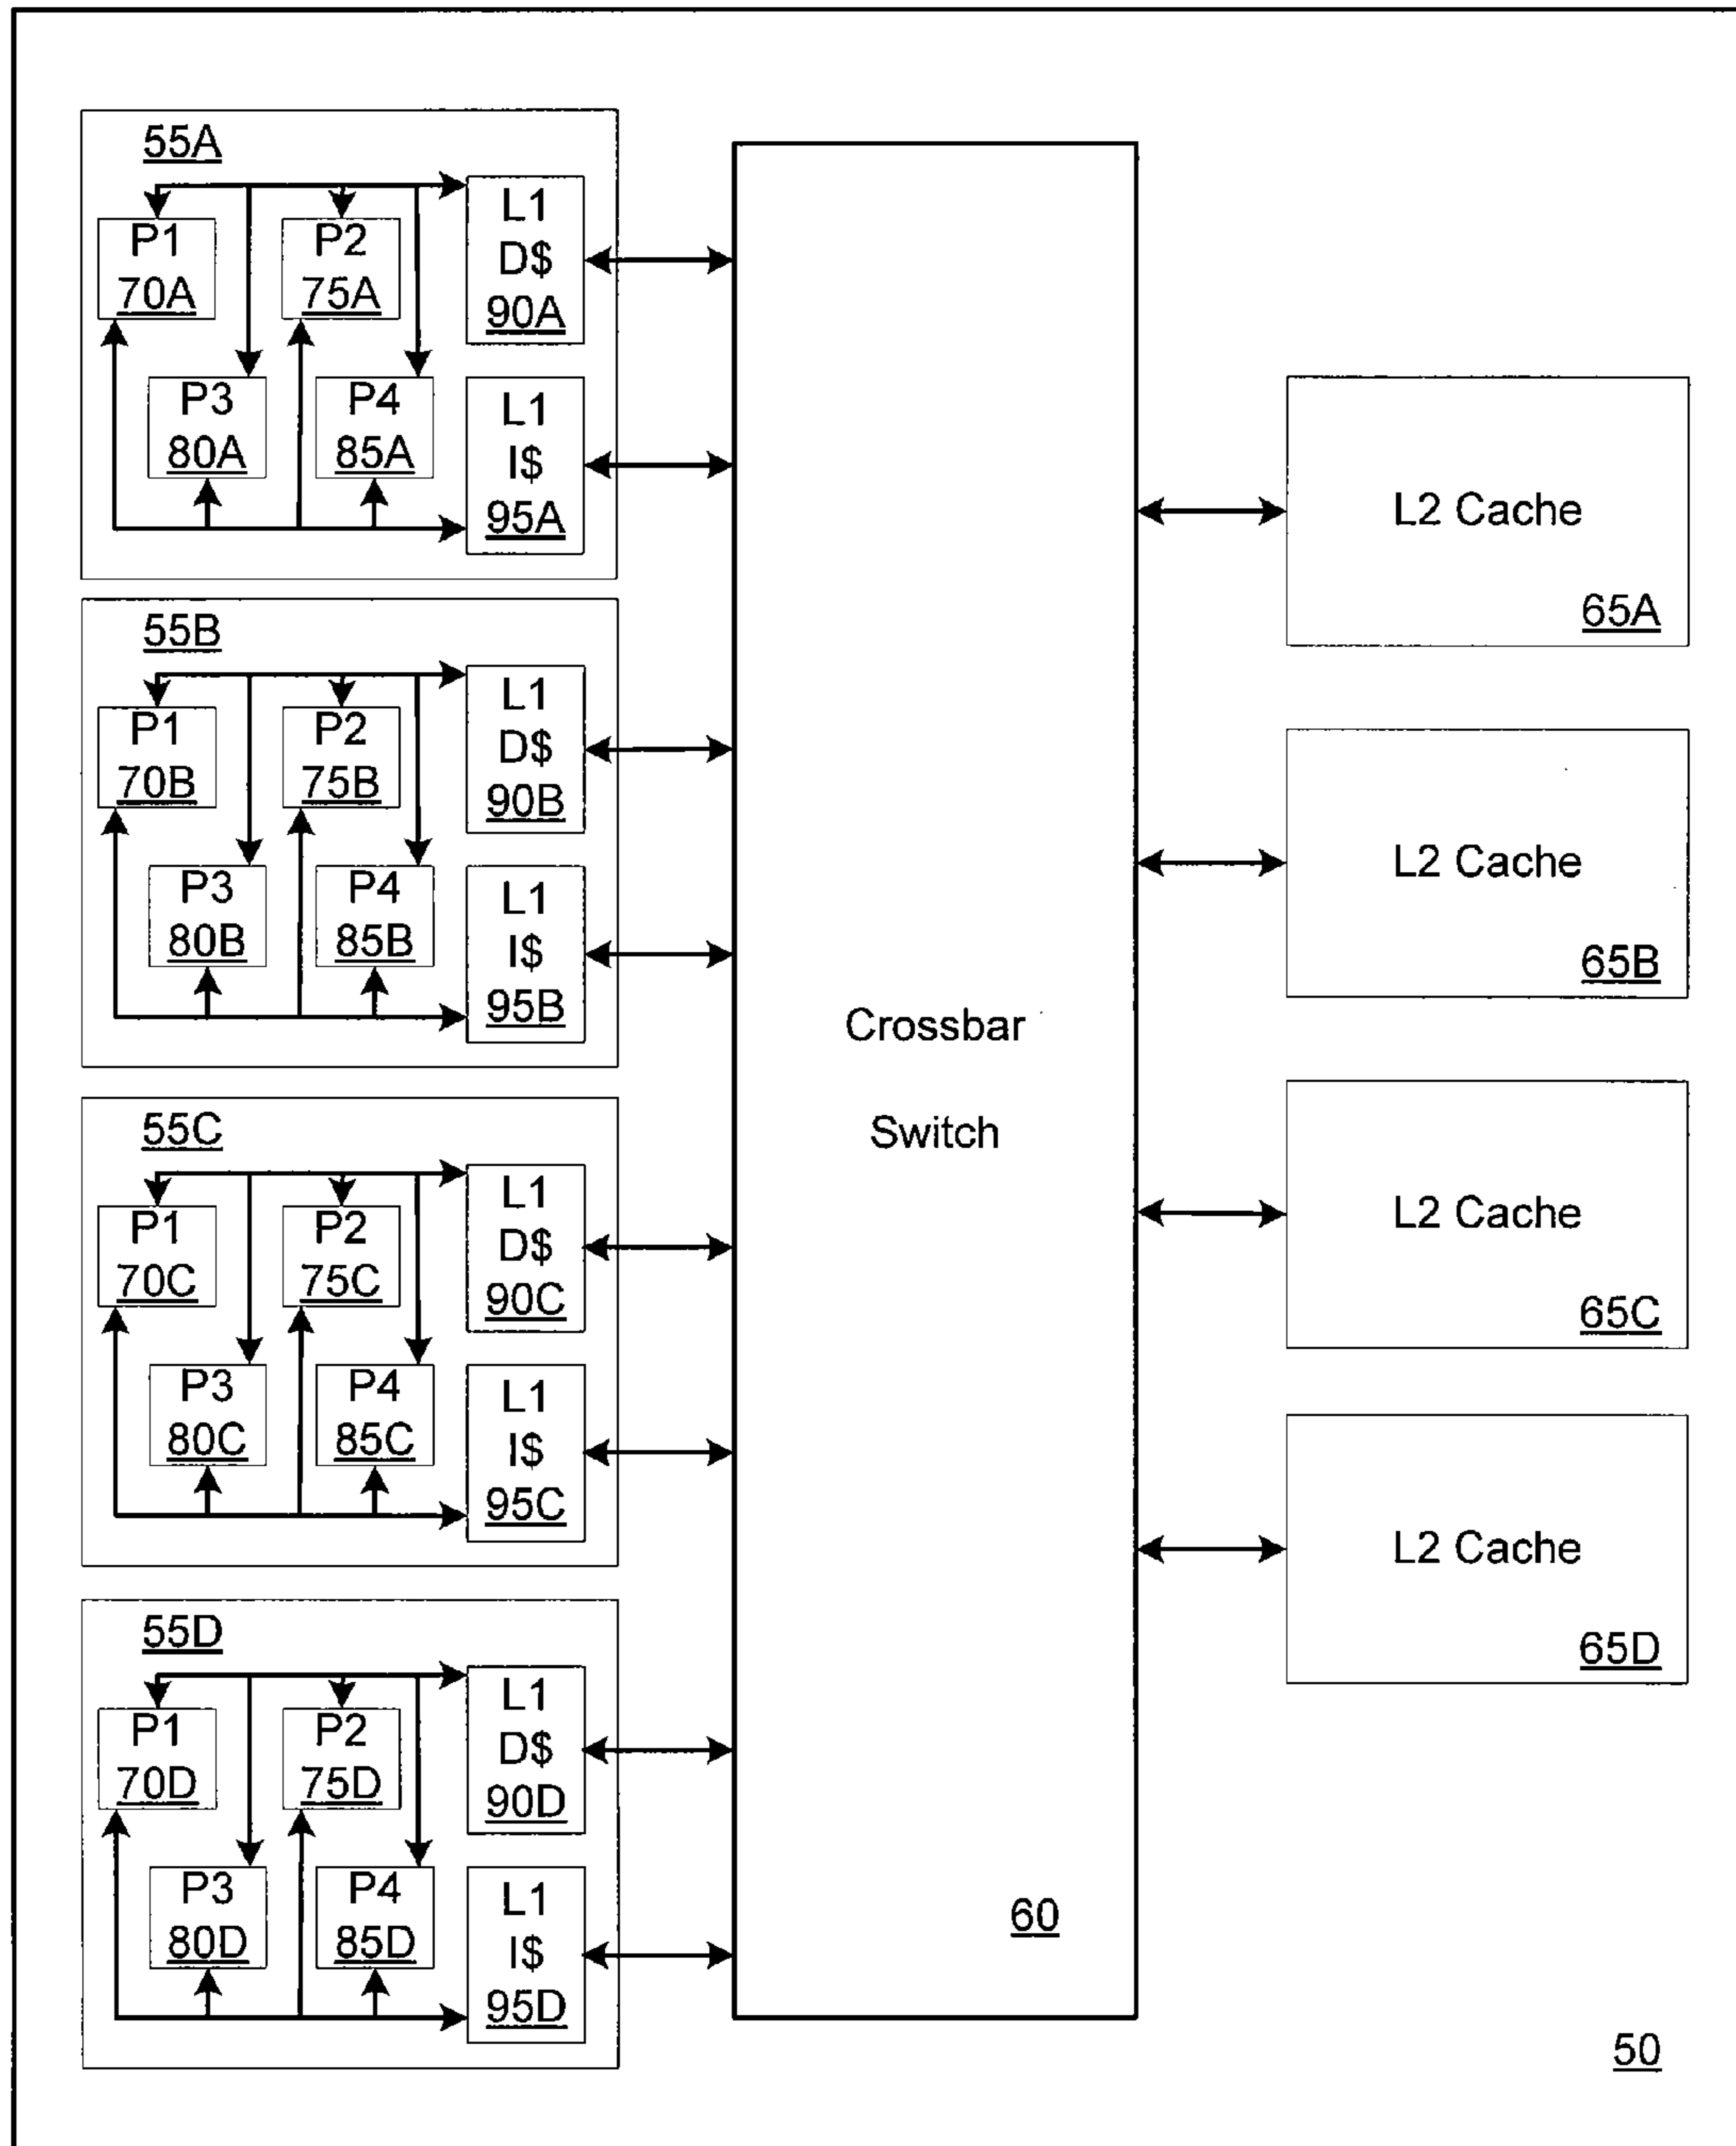 55A
P1
70A
P2
75A
L1
D$
90A
P3
80A
P4
85A
L1
I$
95A
55B
P1
70B
P2
75B
L1
D$
90B
P3
80B
P4
85B
L1
I$
95B
55C
P1
70C
P2
75C
L1
D$
90C
P3
80C
P4
85C
L1
I$
95C
55D
P1
70D
P2
75D
L1
D$
90D
P3
80D
P4
85D
L1
I$
95D
Crossbar
Switch
60
L2 Cache
65A
L2 Cache
65B
L2 Cache
65C
L2 Cache
65D
50